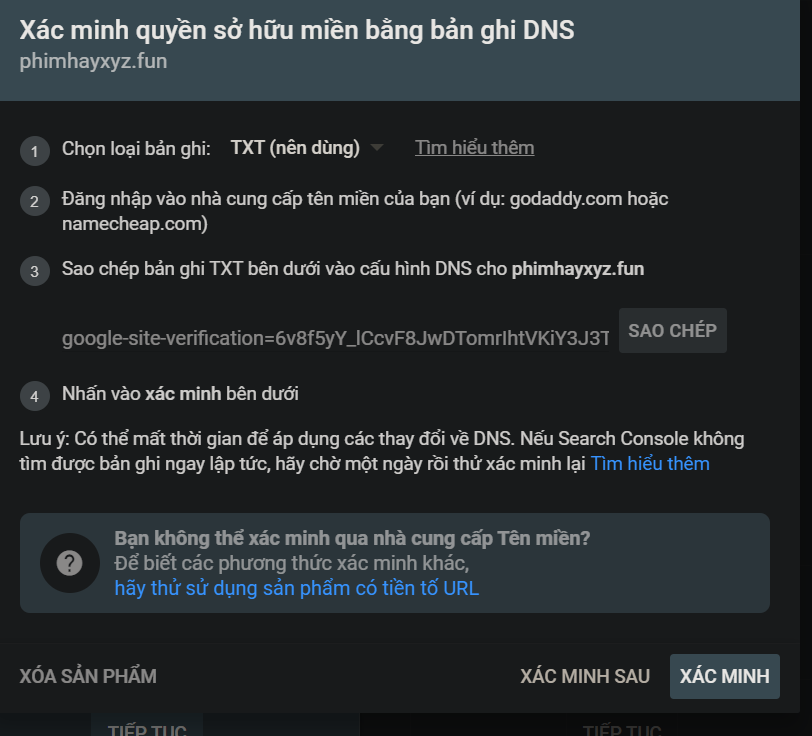 Xác minh quyền sở hữu miền bằng bản ghi DNS
phimhayxyz.fun
1 Chọn loại bản ghi: TXT (nên dùng) Tìm hiểu thêm
2 Đăng nhập vào nhà cung cấp tên miền của bạn (ví dụ: godaddy.com hoặc
namecheap.com)
3 Sao chép bản ghi TXT bên dưới vào cấu hình DNS cho phimhayxyz.fun
google-site-verification=6v8f5yY_lCcvF8JwDTomrIhtVKiY3J3T SAO CHÉP
4 Nhấn vào xác minh bên dưới
Lưu ý: Có thể mất thời gian để áp dụng các thay đổi về DNS. Nếu Search Console không
tìm được bản ghi ngay lập tức, hãy chờ một ngày rồi thử xác minh lại Tìm hiểu thêm
Bạn không thể xác minh qua nhà cung cấp Tên miền?
Để biết các phương thức xác minh khác,
hãy thử sử dụng sản phẩm có tiền tố URL
XÓA SẢN PHẨM XÁC MINH SAU XÁC MINH
TIẾP TỤC TIẾP TỤC